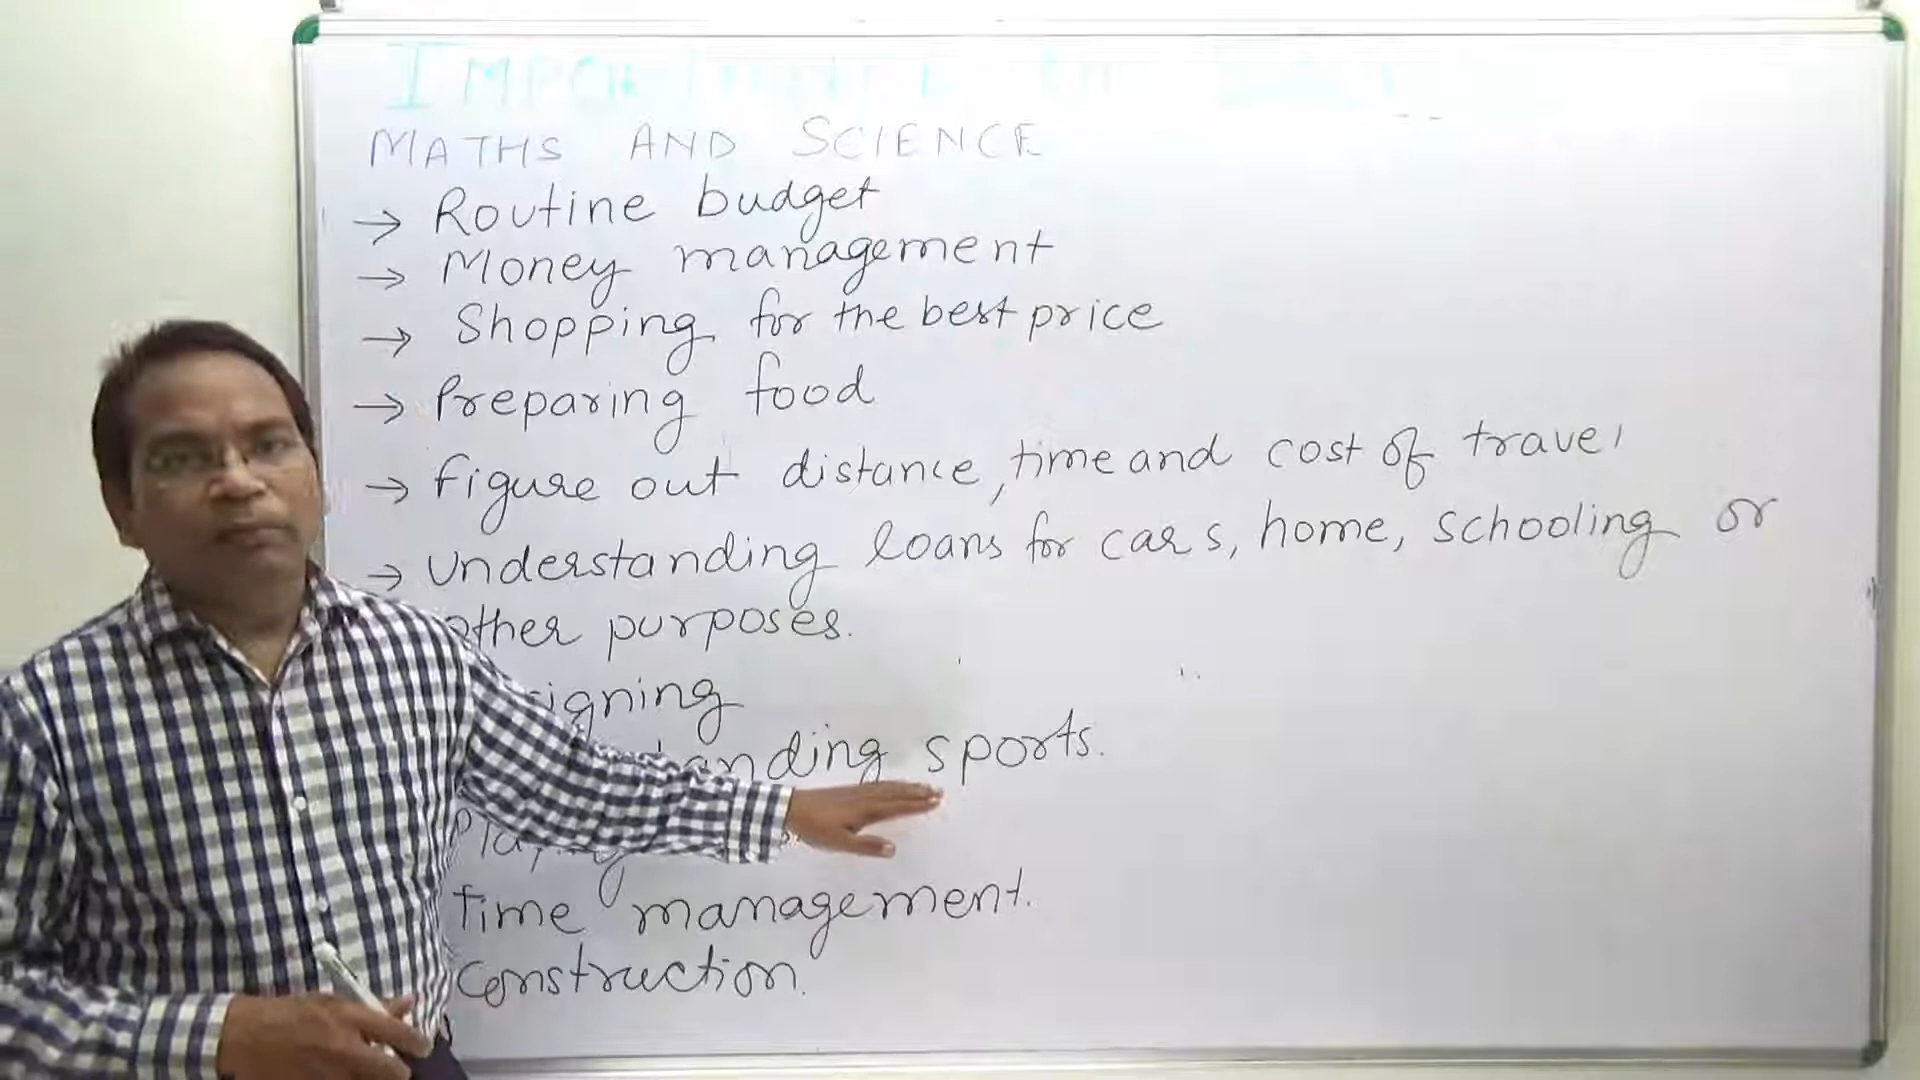 MATHS AND SCIENCE
→ Routine budget
→ Money management
→ Shopping for the best price
→ Preparing food
→ figure out distance, time and cost of travel
→ understanding loans for cars, home, schooling or
other purposes.
sports.
Time management.
construction.